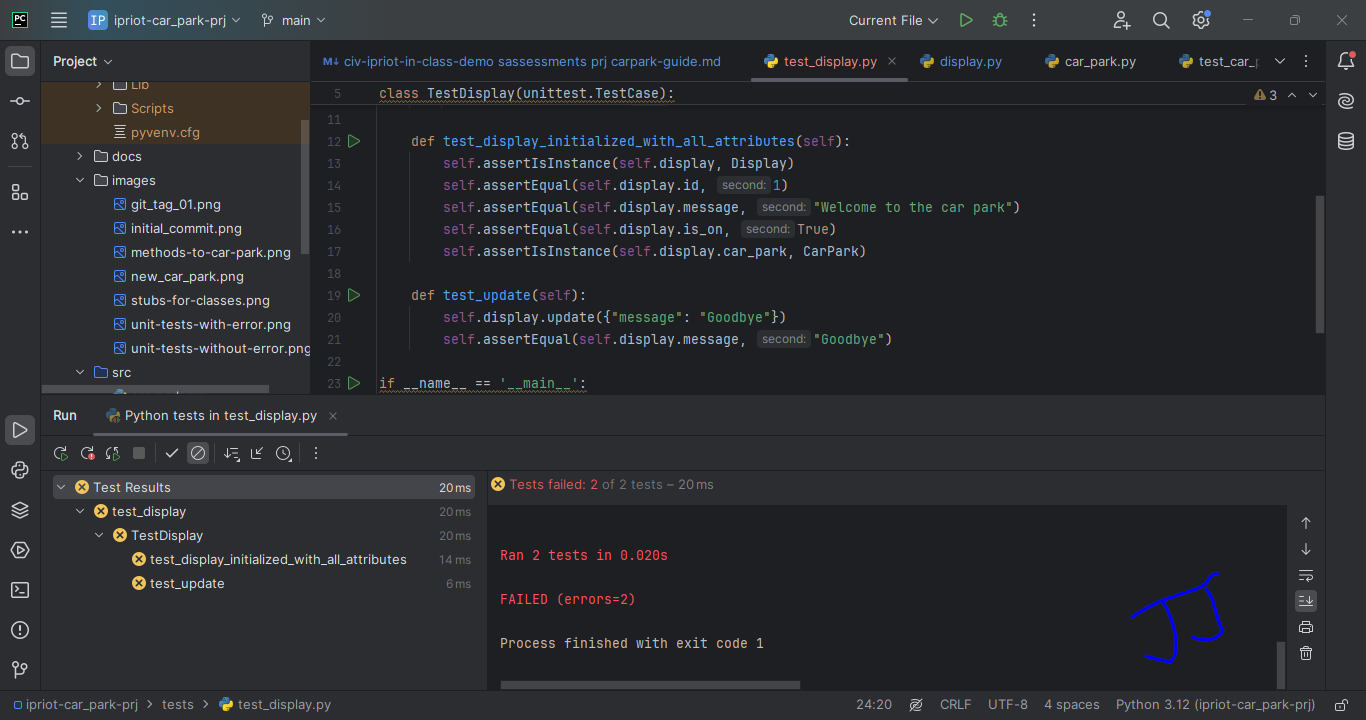 PC
IP ipriot-car_park-prj main Current File
Project
civ-ipriot-in-class-demo sassessments prj carpark-guide.md test_display.py display.py car_park.py test_car_p
Lib
Scripts
pyvenv.cfg
docs
images
git_tag_01.png
initial_commit.png
methods-to-car-park.png
new_car_park.png
stubs-for-classes.png
unit-tests-with-error.png
unit-tests-without-error.png
src
5 class TestDisplay(unittest.TestCase): 3
11
12 def test_display_initialized_with_all_attributes(self):
13 self.assertIsInstance(self.display, Display)
14 self.assertEqual(self.display.id, second: 1)
15 self.assertEqual(self.display.message, second: "Welcome to the car park")
16 self.assertEqual(self.display.is_on, second: True)
17 self.assertIsInstance(self.display.car_park, CarPark)
18
19 def test_update(self):
20 self.display.update({"message": "Goodbye"})
21 self.assertEqual(self.display.message, second: "Goodbye")
22
23 if __name__ == '__main__':
Run Python tests in test_display.py
Test Results 20 ms
test_display 20 ms
TestDisplay 20 ms
test_display_initialized_with_all_attributes 14 ms
test_update 6 ms
Tests failed: 2 of 2 tests – 20 ms
Ran 2 tests in 0.020s
FAILED (errors=2)
Process finished with exit code 1
JJ
ipriot-car_park-prj > tests > test_display.py 24:20 CRLF UTF-8 4 spaces Python 3.12 (ipriot-car_park-prj)